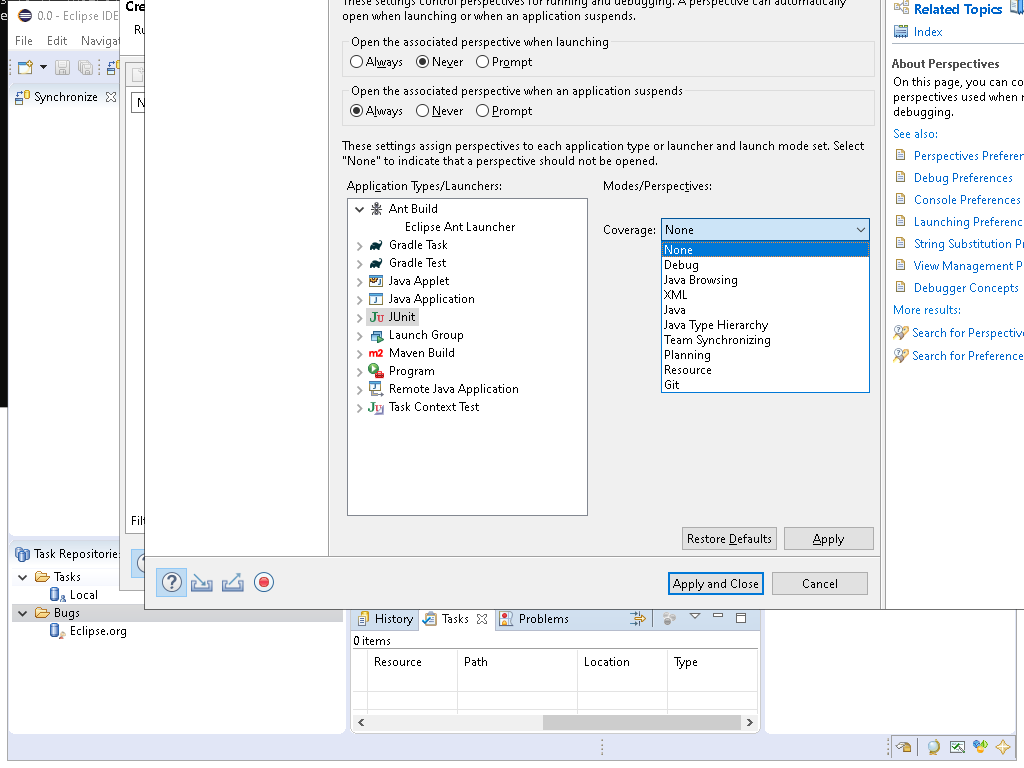 0.0 - Eclipse IDE
Cre
File Edit Navigat
Ru
Synchronize
N
These settings control perspectives for running and debugging. A perspective can automatically
open when launching or when an application suspends.
Open the associated perspective when launching
Always Never Prompt
Open the associated perspective when an application suspends
Always Never Prompt
These settings assign perspectives to each application type or launcher and launch mode set. Select
"None" to indicate that a perspective should not be opened.
Application Types/Launchers:
Modes/Perspectives:
Ant Build
Eclipse Ant Launcher
Gradle Task
Gradle Test
Java Applet
Java Application
JUnit
Launch Group
Maven Build
Program
Remote Java Application
Task Context Test
Coverage: None
None
Debug
Java Browsing
XML
Java
Java Type Hierarchy
Team Synchronizing
Planning
Resource
Git
Restore Defaults Apply
Apply and Close Cancel
Related Topics
Index
About Perspectives
On this page, you can co
perspectives used when r
debugging.
See also:
Perspectives Preferen
Debug Preferences
Console Preferences
Launching Preferenc
String Substitution P
View Management P
Debugger Concepts
More results:
Search for Perspective
Search for Preference
Filt
Task Repositorie
Tasks
Local
Bugs
Eclipse.org
History Tasks Problems
0 items
Resource Path Location Type